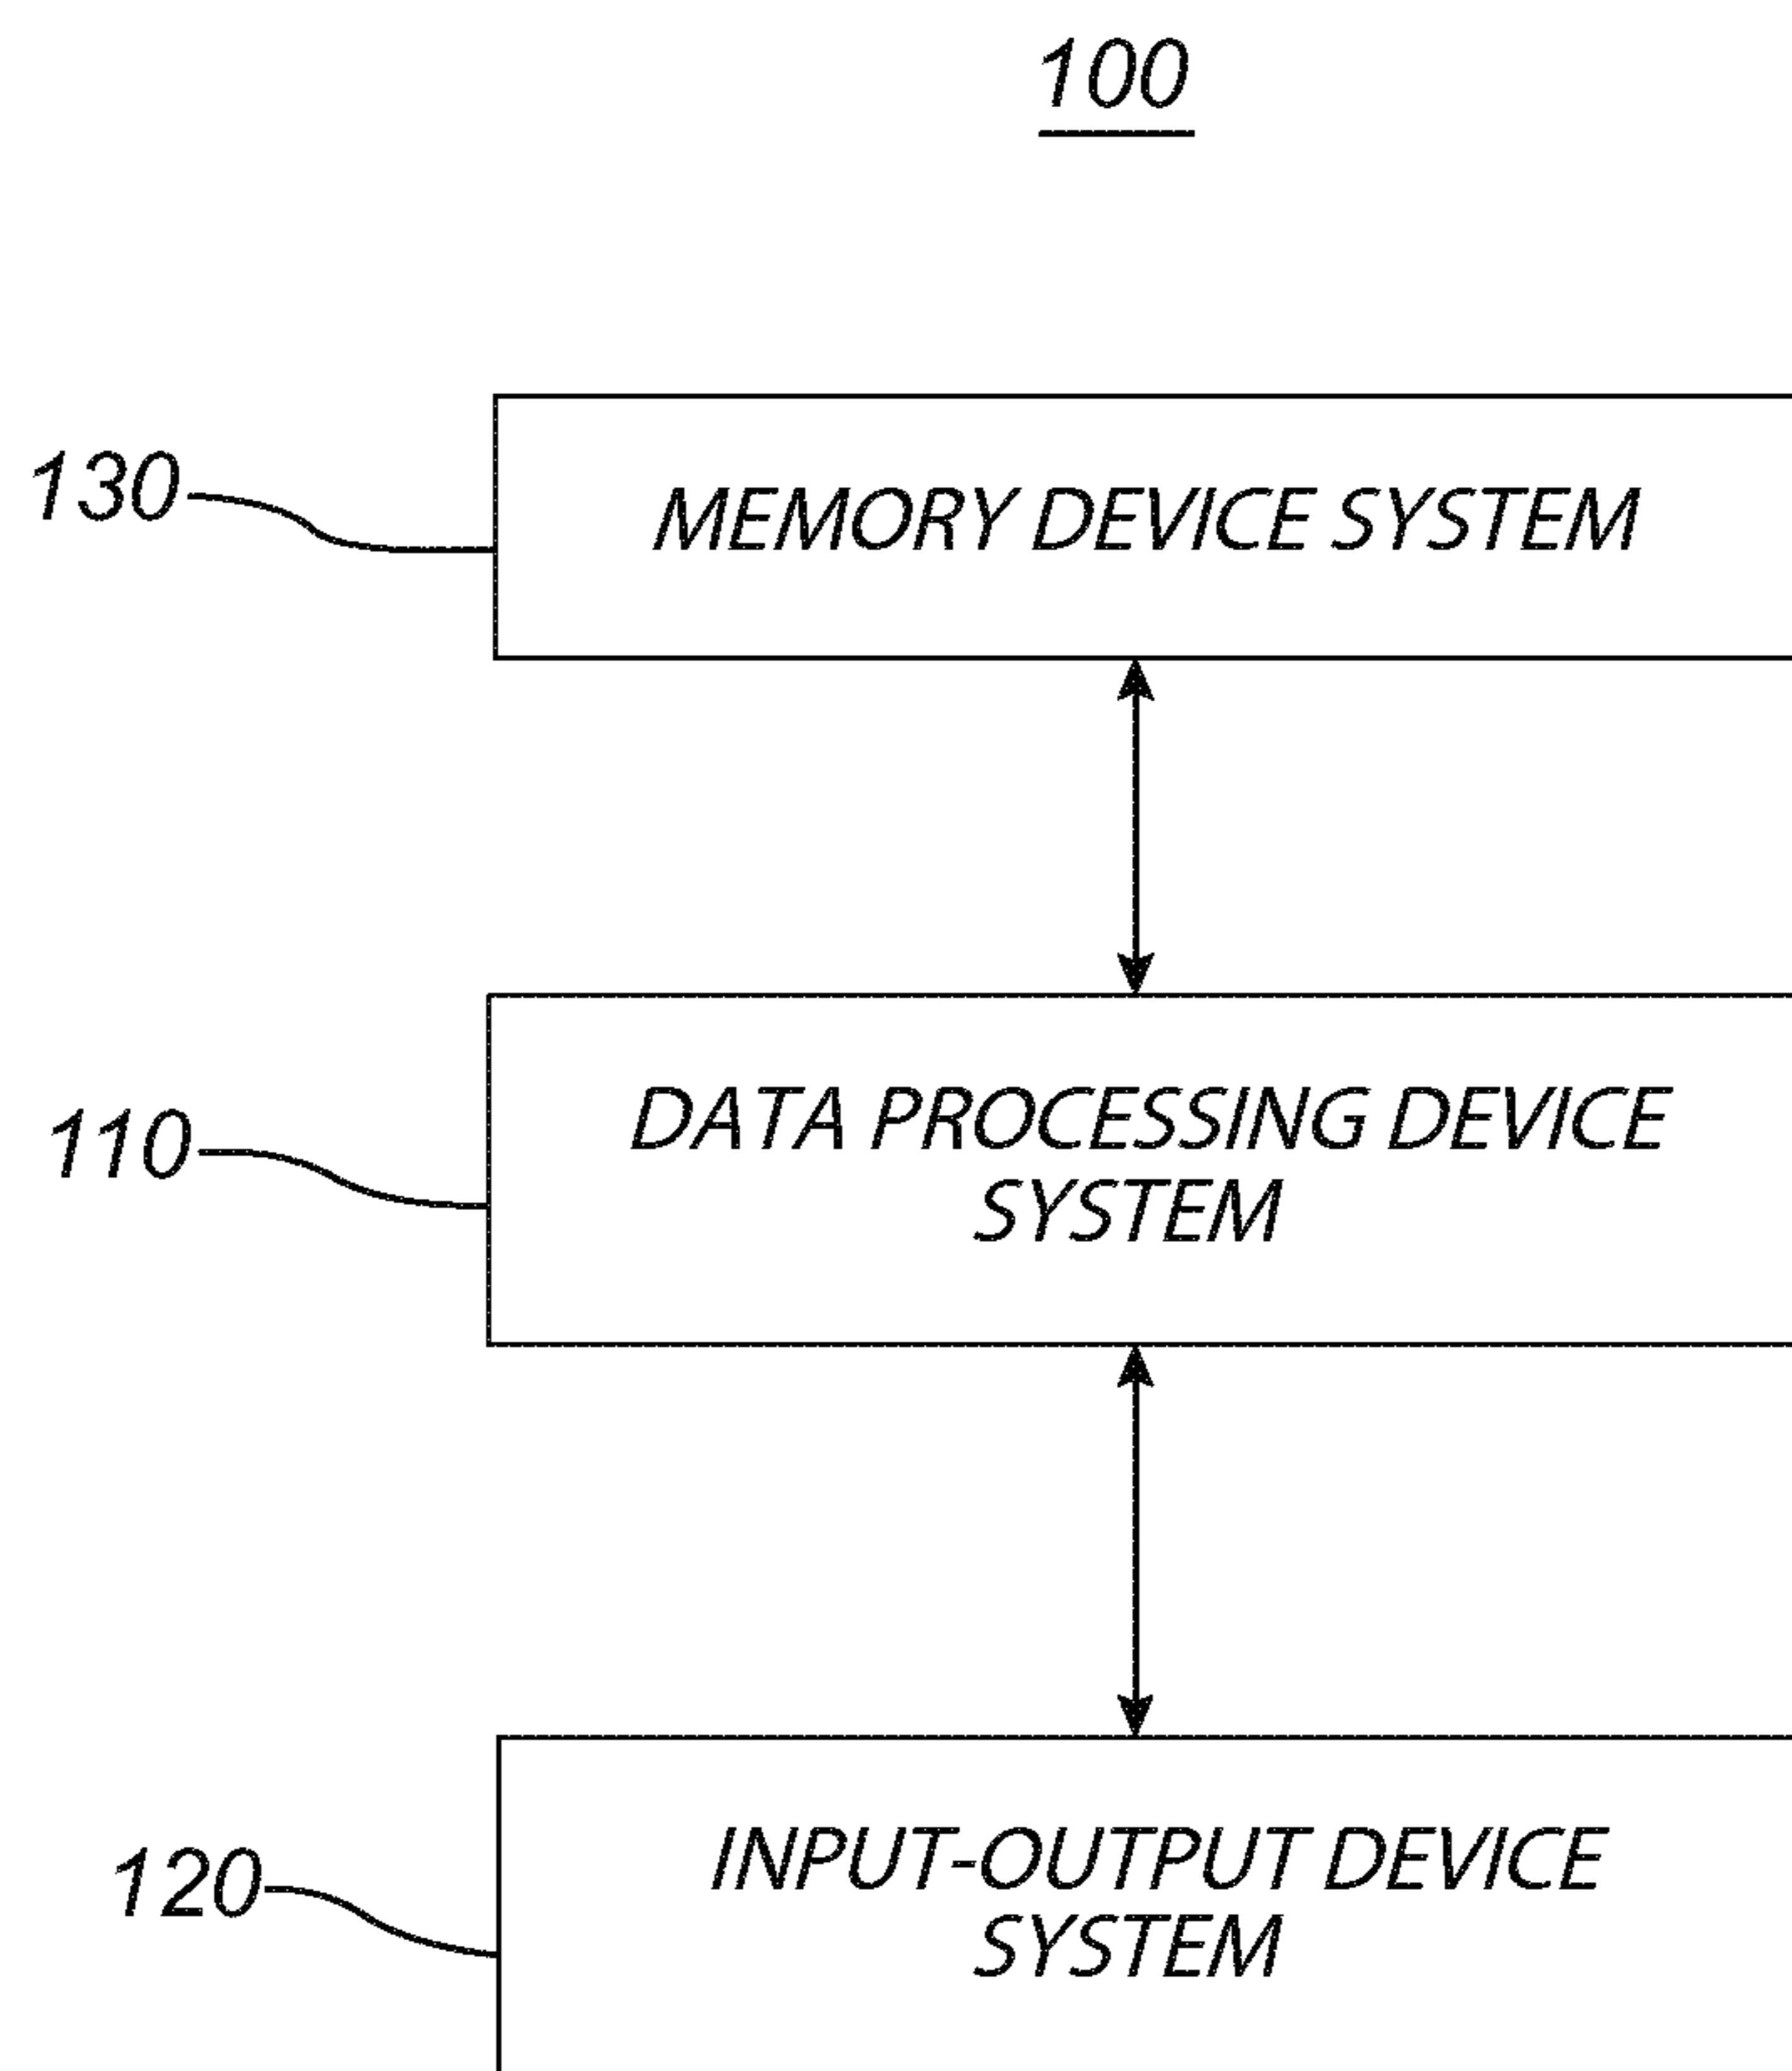 100
130
MEMORY DEVICE SYSTEM
110
DATA PROCESSING DEVICE
SYSTEM
120
INPUT-OUTPUT DEVICE
SYSTEM